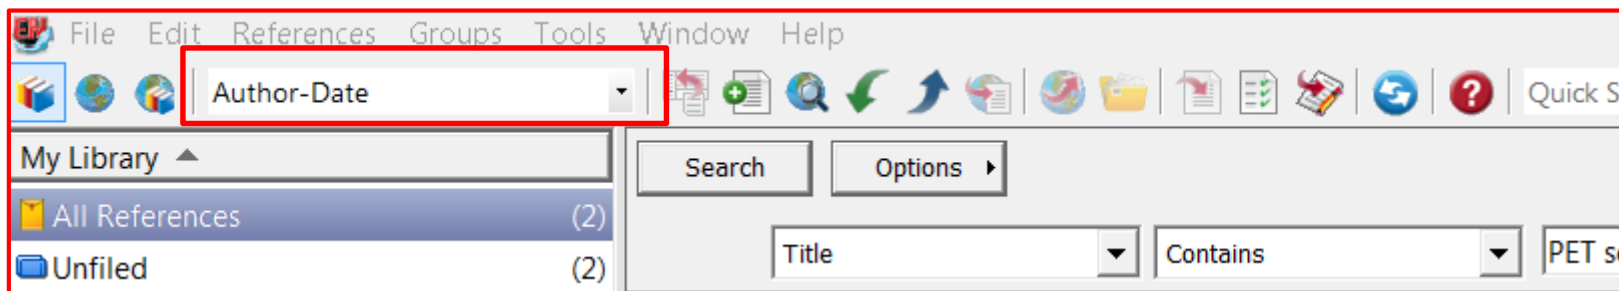 File Edit References Groups Tools Window Help
Author-Date
Quick S
My Library
Search Options
All References (2)
Title Contains PET s
Unfiled (2)